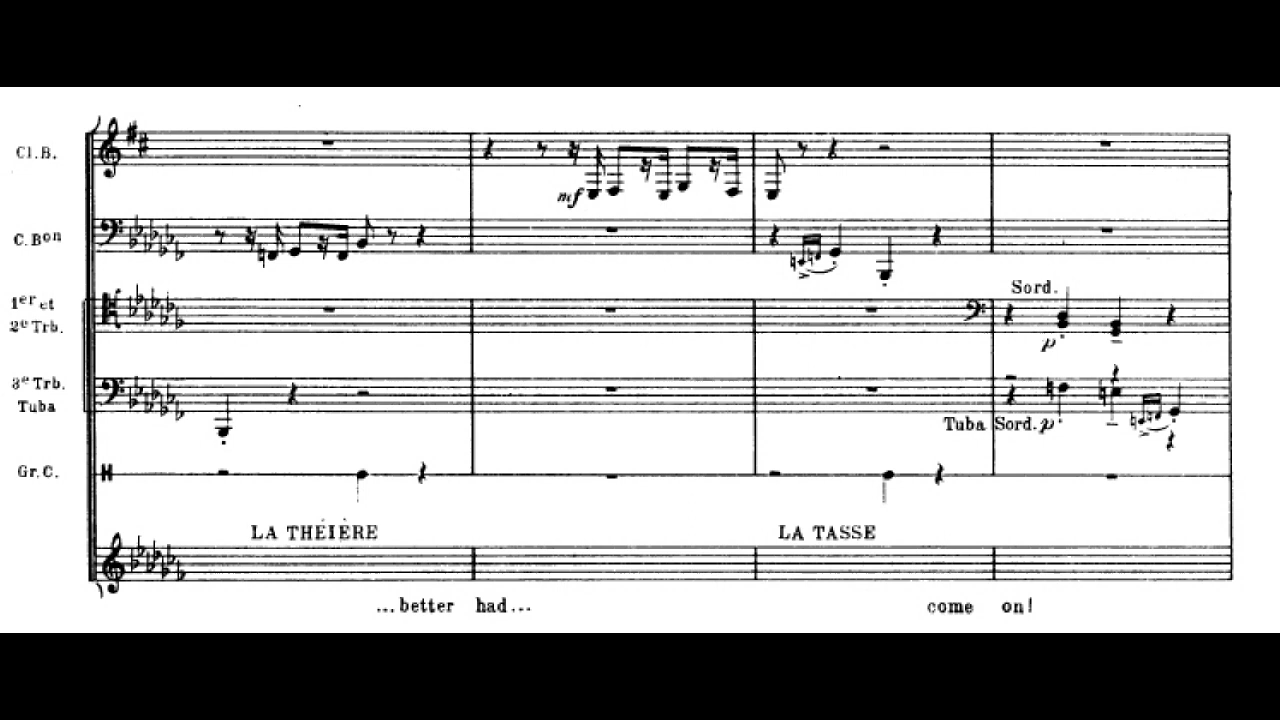 Cl.B.
mf
C.Bon
1er et
2e Trb.
Sord.
p
3e Trb.
Tuba
Tuba Sord. p
Gr.C.
LA THÉIÈRE LA TASSE
...better had... come on!